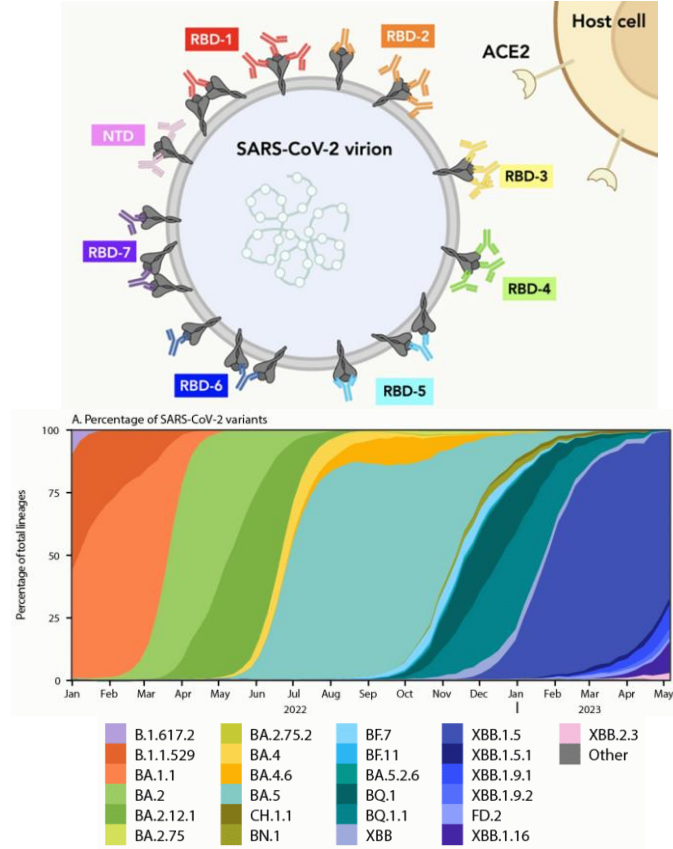 Host cell
RBD-1
RBD-2
ACE2
NTD
SARS-CoV-2 virion
RBD-3
RBD-7
RBD-4
RBD-6
RBD-5
A. Percentage of SARS-CoV-2 variants
Percentage of total lineages
100
75
50
25
0
Jan Feb Mar Apr May Jun Jul Aug Sep Oct Nov Dec Jan Feb Mar Apr May
2022 2023
B.1.617.2 BA.2.75.2 BF.7 XBB.1.5 XBB.2.3
B.1.1.529 BA.4 BF.11 XBB.1.5.1 Other
BA.1.1 BA.4.6 BA.5.2.6 XBB.1.9.1
BA.2 BA.5 BQ.1 XBB.1.9.2
BA.2.12.1 CH.1.1 BQ.1.1 FD.2
BA.2.75 BN.1 XBB XBB.1.16